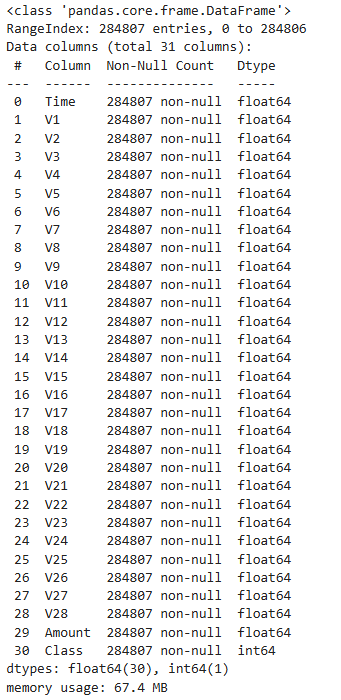 <class 'pandas.core.frame.DataFrame'>
RangeIndex: 284807 entries, 0 to 284806
Data columns (total 31 columns):
 #   Column  Non-Null Count   Dtype
---  ------  --------------   -----
 0   Time    284807 non-null  float64
 1   V1      284807 non-null  float64
 2   V2      284807 non-null  float64
 3   V3      284807 non-null  float64
 4   V4      284807 non-null  float64
 5   V5      284807 non-null  float64
 6   V6      284807 non-null  float64
 7   V7      284807 non-null  float64
 8   V8      284807 non-null  float64
 9   V9      284807 non-null  float64
 10  V10     284807 non-null  float64
 11  V11     284807 non-null  float64
 12  V12     284807 non-null  float64
 13  V13     284807 non-null  float64
 14  V14     284807 non-null  float64
 15  V15     284807 non-null  float64
 16  V16     284807 non-null  float64
 17  V17     284807 non-null  float64
 18  V18     284807 non-null  float64
 19  V19     284807 non-null  float64
 20  V20     284807 non-null  float64
 21  V21     284807 non-null  float64
 22  V22     284807 non-null  float64
 23  V23     284807 non-null  float64
 24  V24     284807 non-null  float64
 25  V25     284807 non-null  float64
 26  V26     284807 non-null  float64
 27  V27     284807 non-null  float64
 28  V28     284807 non-null  float64
 29  Amount  284807 non-null  float64
 30  Class   284807 non-null  int64
dtypes: float64(30), int64(1)
memory usage: 67.4 MB